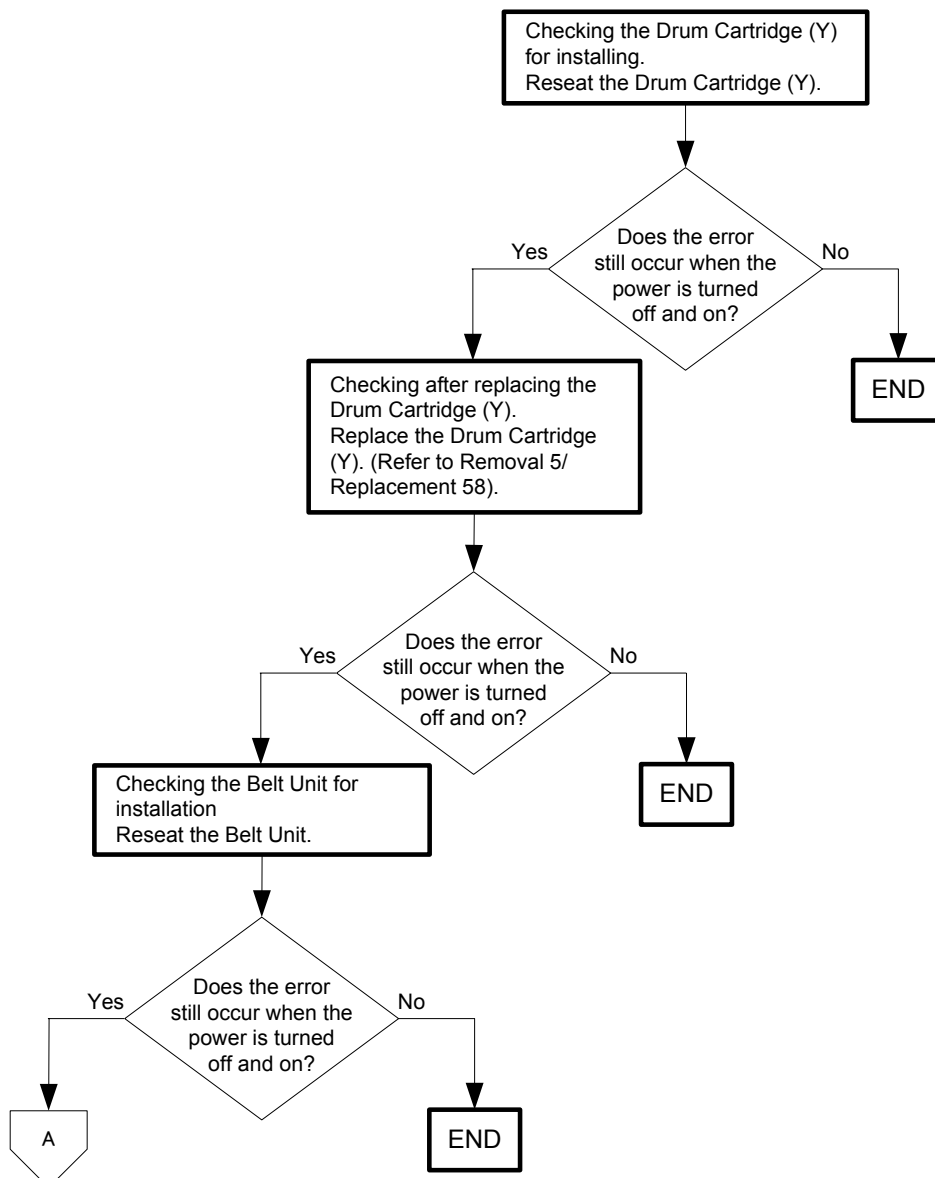 Checking the Drum Cartridge (Y)
for installing.
Reseat the Drum Cartridge (Y).
Does the error
still occur when the
power is turned
off and on?
Yes
No
END
Checking after replacing the
Drum Cartridge (Y).
Replace the Drum Cartridge
(Y). (Refer to Removal 5/
Replacement 58).
Does the error
still occur when the
power is turned
off and on?
Yes
No
END
Checking the Belt Unit for
installation
Reseat the Belt Unit.
Does the error
still occur when the
power is turned
off and on?
Yes
No
A
END